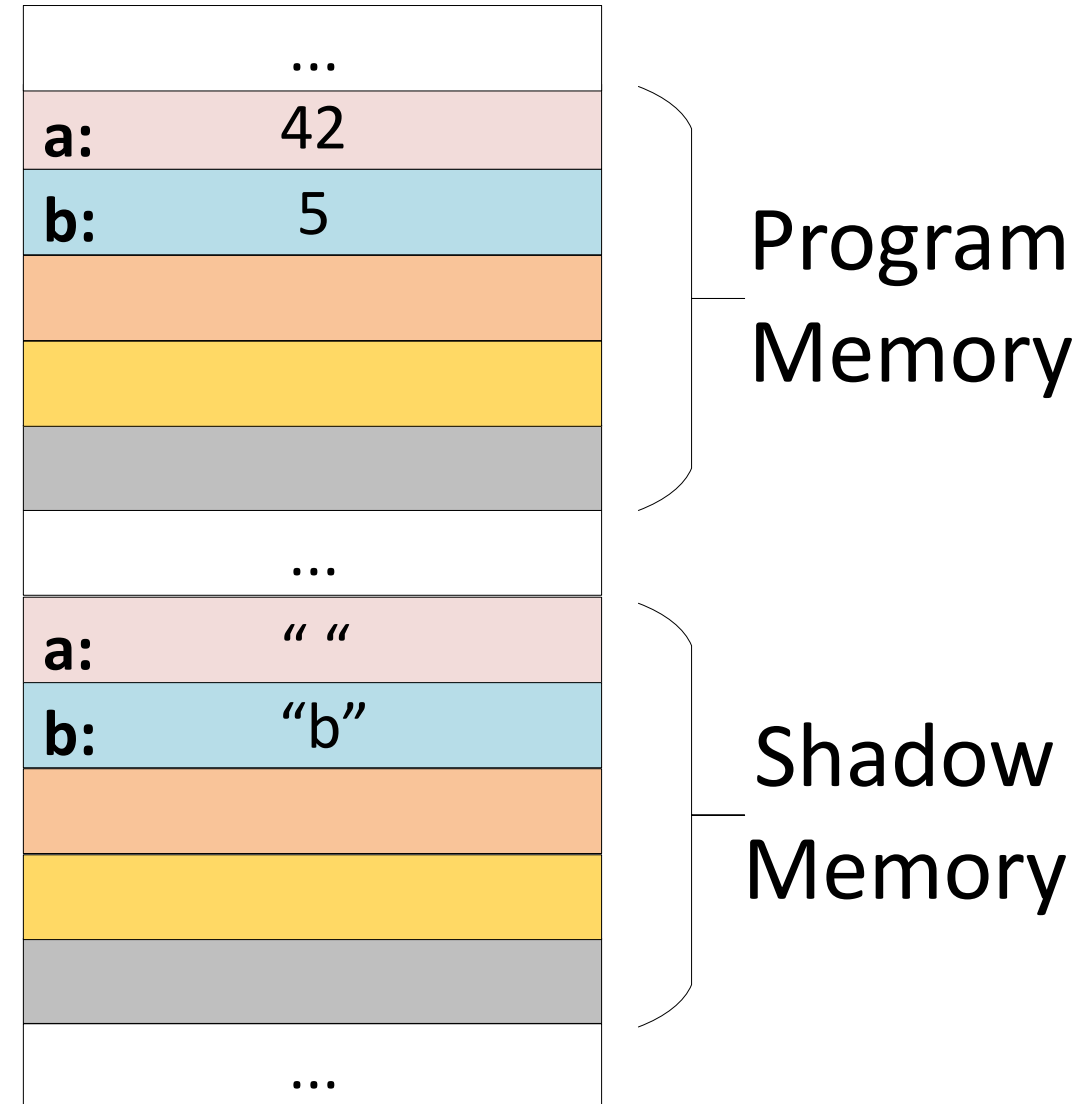 ...
a: 42
b: 5
Program
Memory
...
a: “ “
b: “b”
Shadow
Memory
...